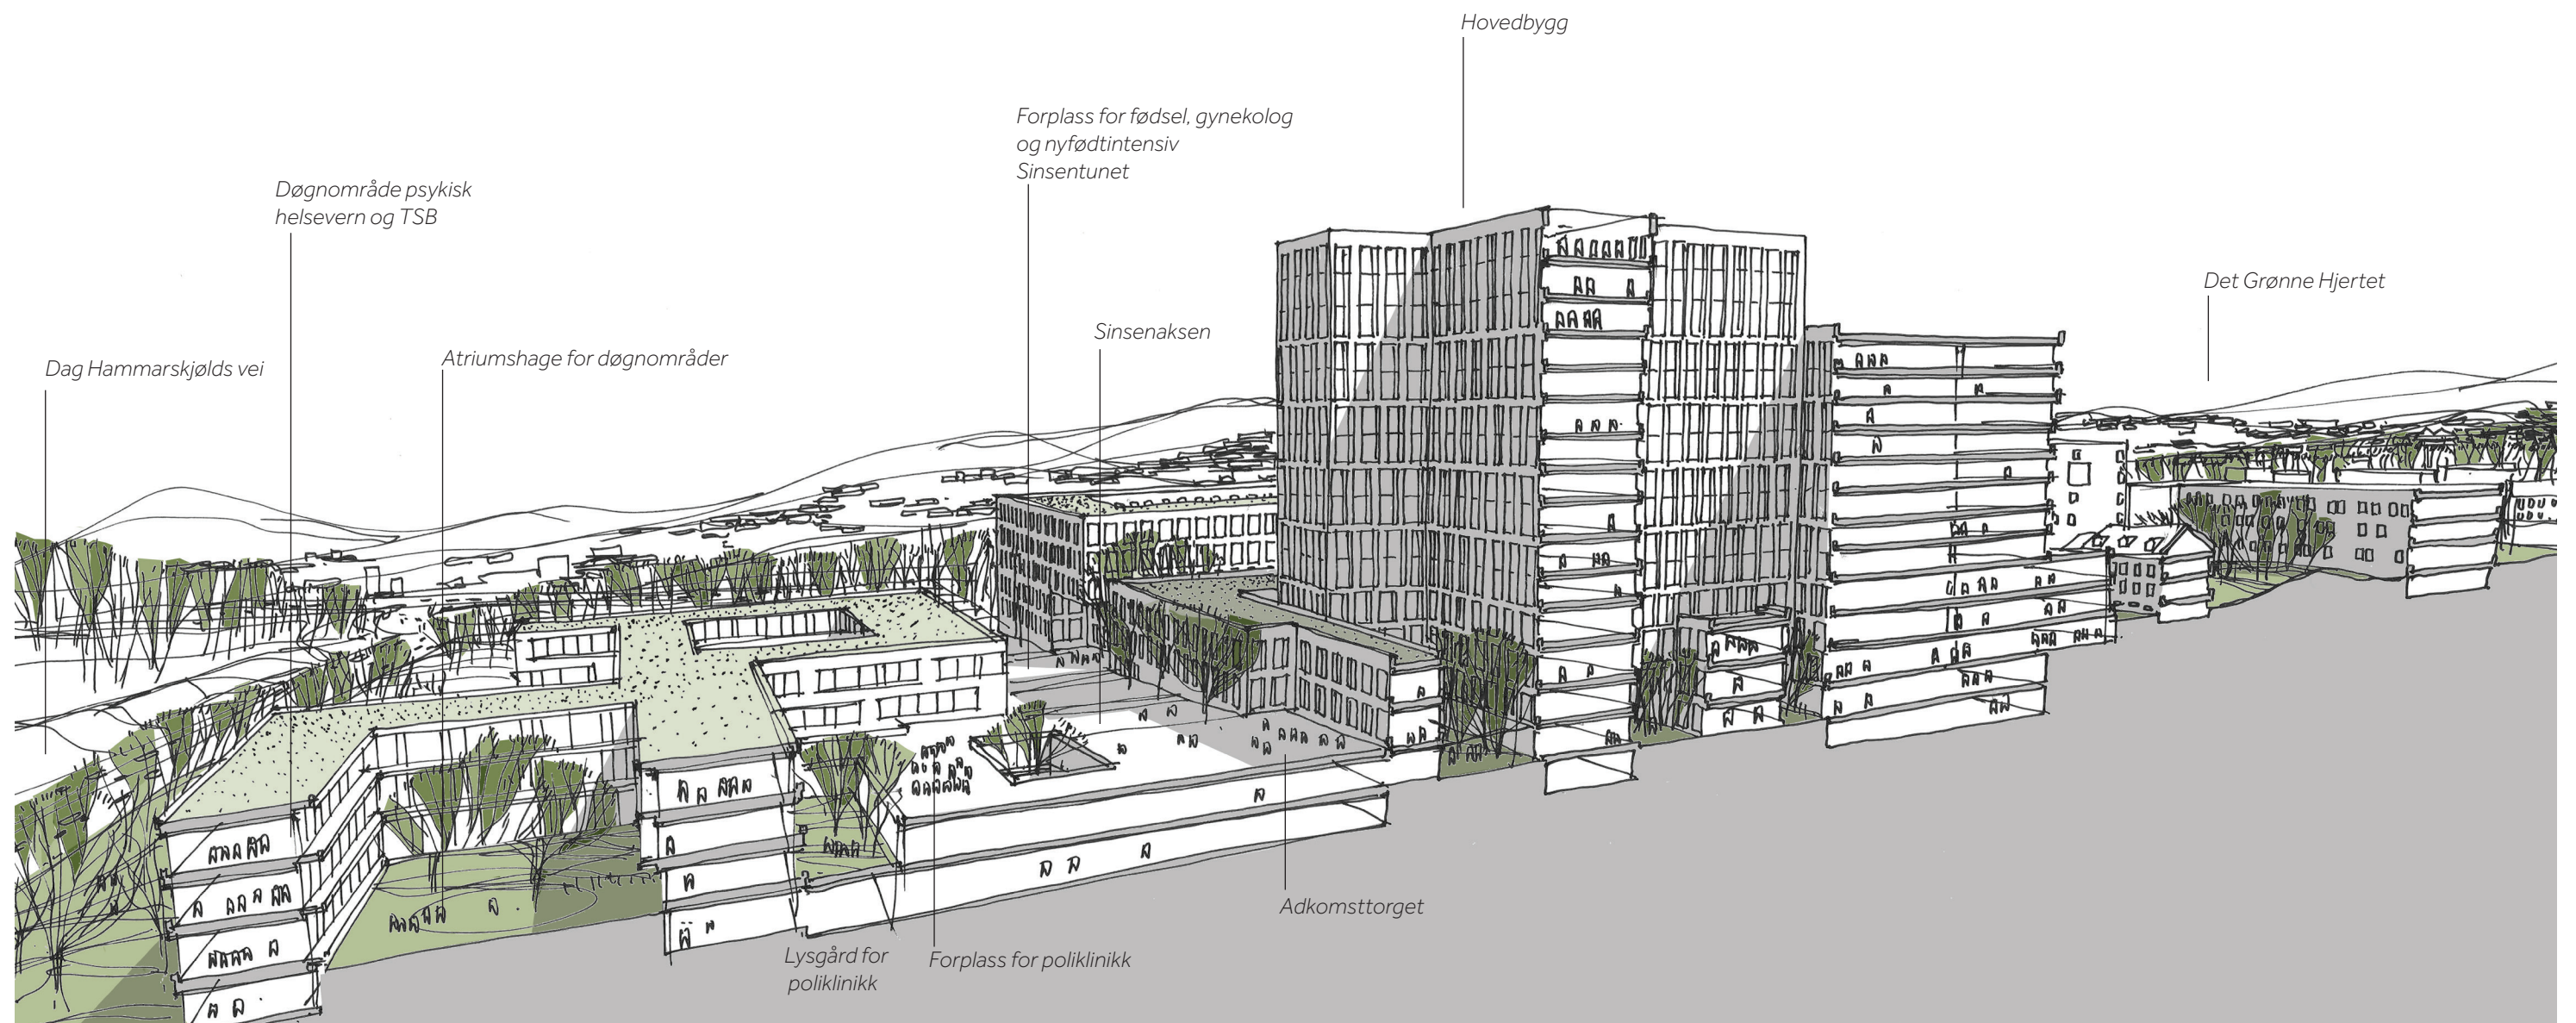 Hovedbygg
Forplass for fødsel, gynekolog
og nyfødtintensiv
Sinsentunet
Døgnområde psykisk
helsevern og TSB
Det Grønne Hjertet
Sinsenaksen
Atriumshage for døgnområder
Dag Hammarskjølds vei
Adkomsttorget
Lysgård for
poliklinikk
Forplass for poliklinikk